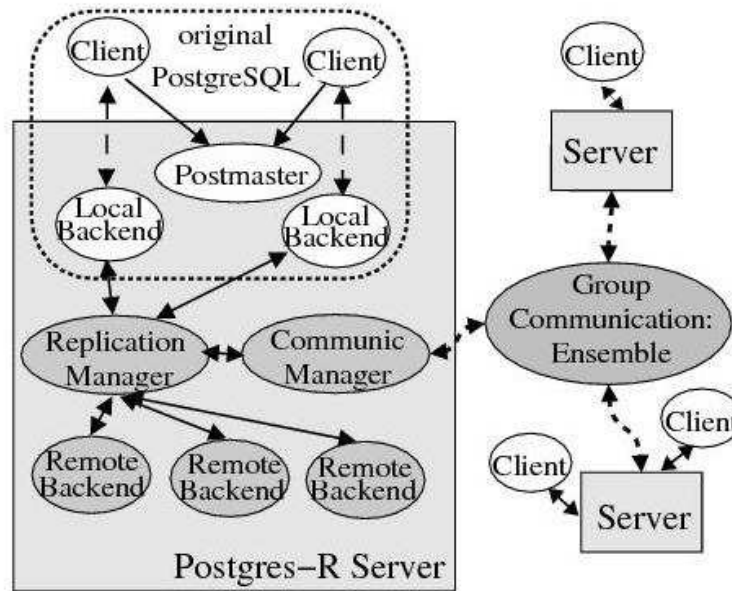 Client
original
PostgreSQL
Client
Postmaster
Local
Backend
Local
Backend
Replication
Manager
Communic
Manager
Remote
Backend
Remote
Backend
Remote
Backend
Postgres-R Server
Client
Server
Group
Communication:
Ensemble
Client
Client
Server